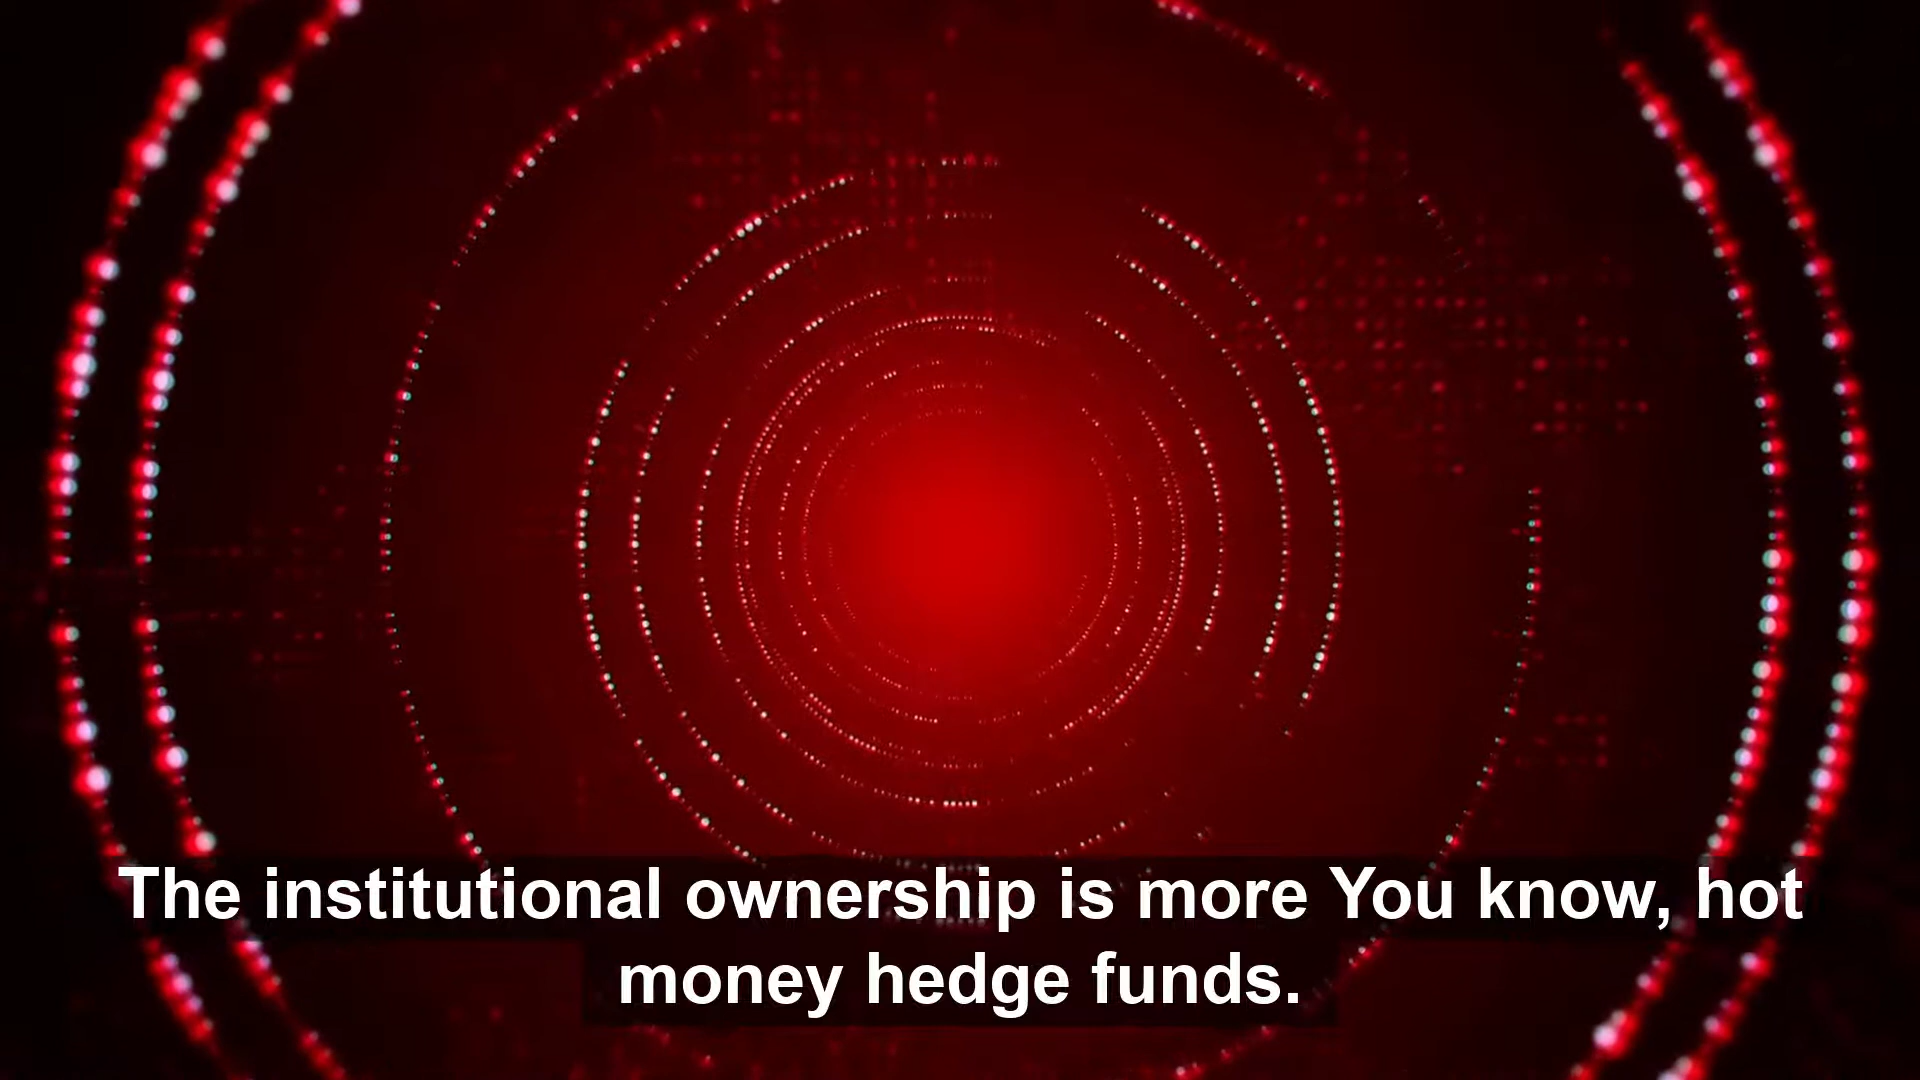 The institutional ownership is more You know, hot
money hedge funds.